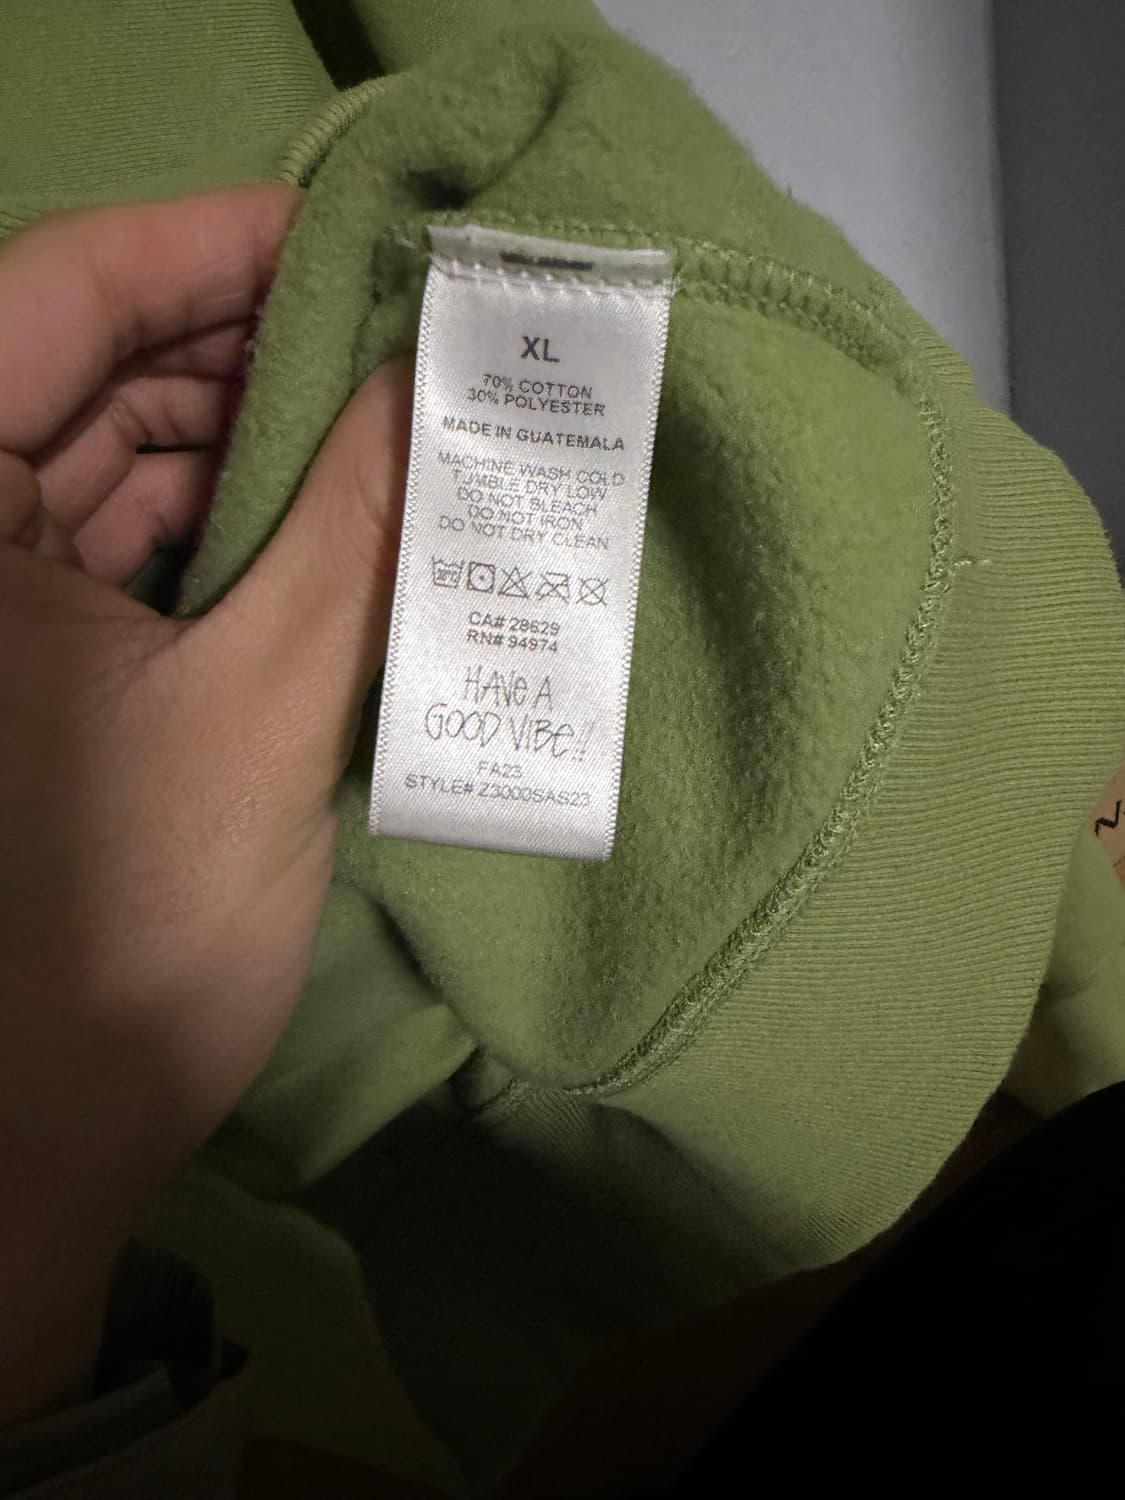 XL
70% COTTON
30% POLYESTER
MADE IN GUATEMALA
MACHINE WASH COLD
TUMBLE DRY LOW
DO NOT BLEACH
DO NOT IRON
DO NOT DRY CLEAN
CA# 28629
RN# 94974
HAVE A
GOOD VIBE!!
FA23
STYLE# Z3000SAS23